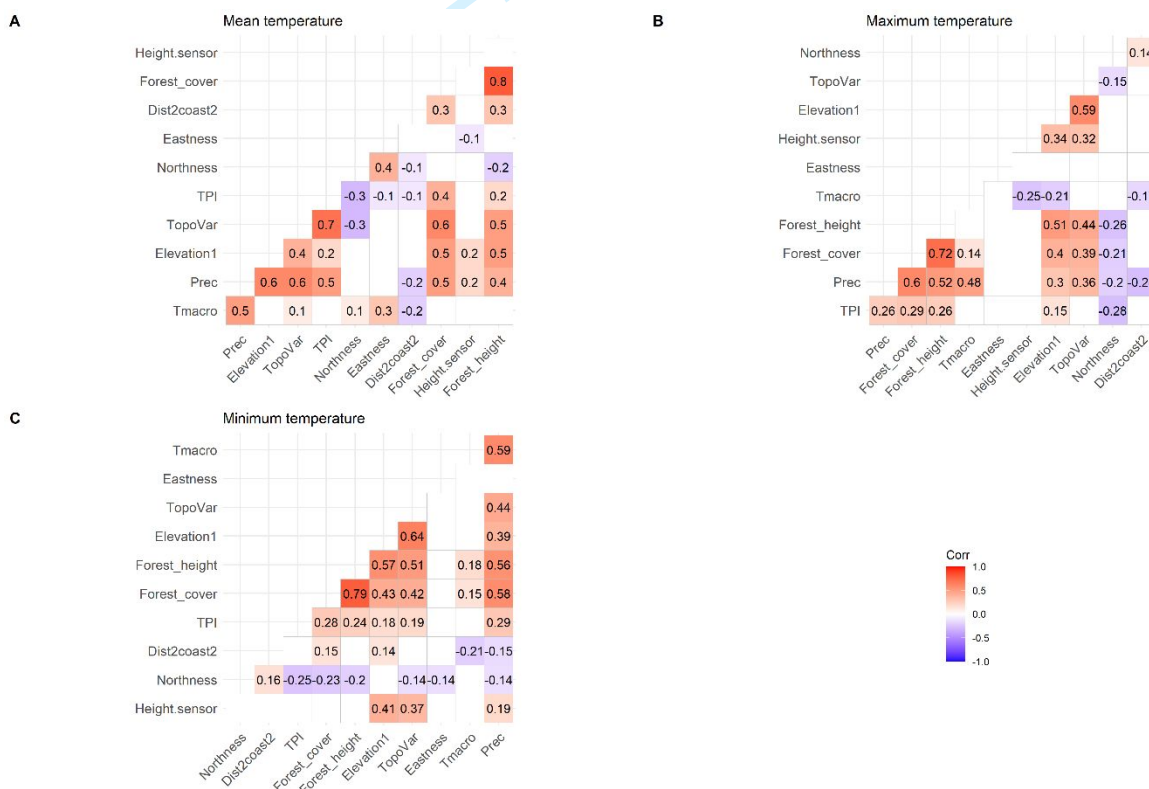 A
Mean temperature
Height.sensor
Forest_cover 0.8
Dist2coast2 0.3 0.3
Eastness -0.1
Northness 0.4 -0.1 -0.2
TPI -0.3 -0.1 -0.1 0.4 0.2
TopoVar 0.7 -0.3 0.6 0.5
Elevation1 0.4 0.2 0.5 0.2 0.5
Prec 0.6 0.6 0.5 -0.2 0.5 0.2 0.4
Tmacro 0.5 0.1 0.1 0.3 -0.2
Prec Elevation1 TopoVar TPI Northness Eastness Dist2coast2 Forest_cover Height.sensor Forest_height
B
Maximum temperature
Northness 0.14
TopoVar -0.15
Elevation1 0.59
Height.sensor 0.34 0.32
Eastness
Tmacro -0.25 -0.21
Forest_height 0.51 0.44 -0.26
Forest_cover 0.72 0.14 0.4 0.39 -0.21
Prec 0.6 0.52 0.48 0.3 0.36 -0.2
TPI 0.26 0.29 0.26 0.15 -0.28
Prec Forest_cover Forest_height Tmacro Eastness Height.sensor Elevation1 TopoVar Northness Dist2coast2
C
Minimum temperature
Tmacro 0.59
Eastness
TopoVar 0.44
Elevation1 0.64 0.39
Forest_height 0.57 0.51 0.18 0.56
Forest_cover 0.79 0.43 0.42 0.15 0.58
TPI 0.28 0.24 0.18 0.19 0.29
Dist2coast2 0.15 0.14 -0.21 -0.15
Northness 0.16 -0.25 -0.23 -0.2 -0.14 -0.14 -0.14
Height.sensor 0.41 0.37 0.19
Northness Dist2coast2 TPI Forest_cover Forest_height Elevation1 TopoVar Eastness Tmacro Prec
Corr
1.0
0.5
0.0
-0.5
-1.0